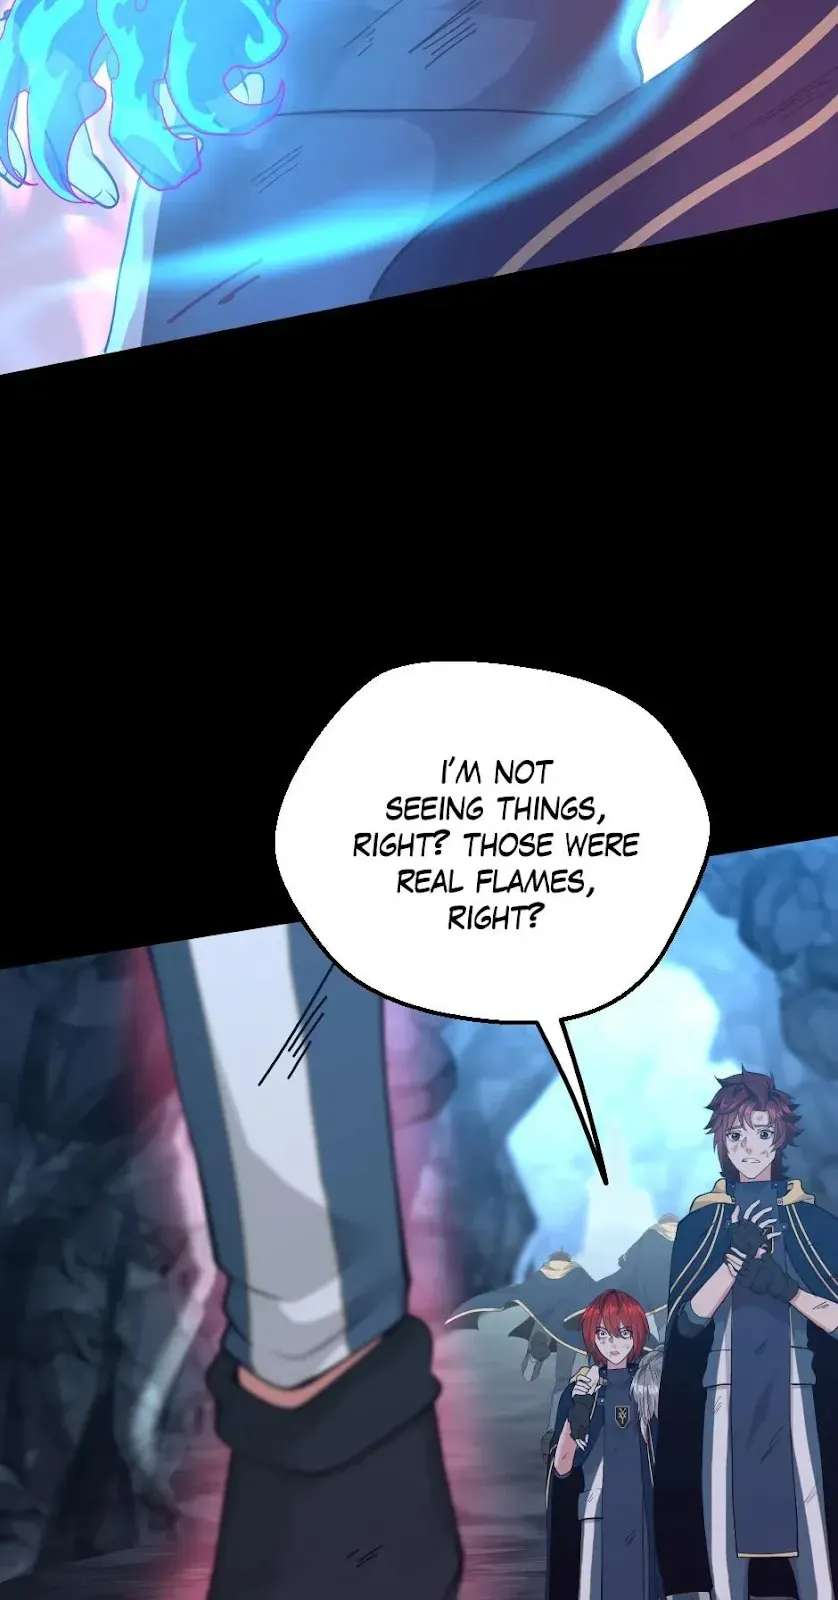 I'M NOT
SEEING THINGS,
RIGHT? THOSE WERE
REAL FLAMES,
RIGHT?